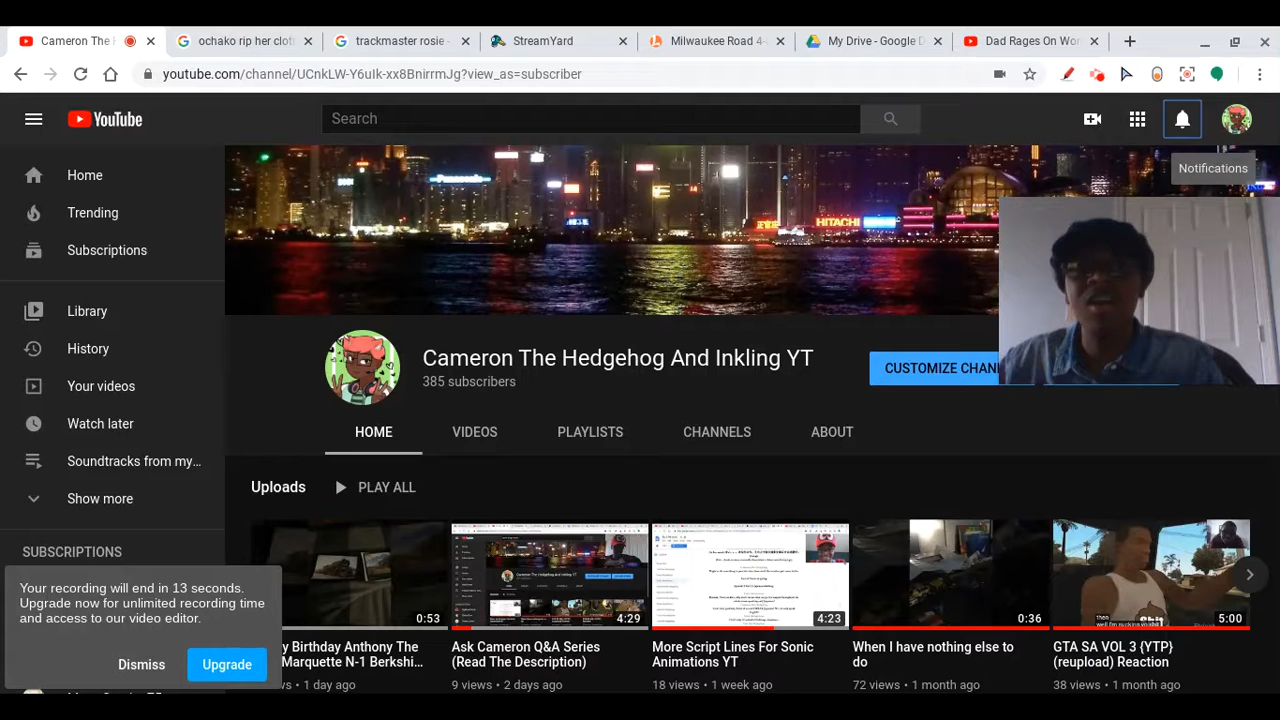 Cameron The H
ochako rip her clot
trackmaster rosie -
StreamYard
Milwaukee Road 4-
My Drive - Google D
Dad Rages On Wor
youtube.com/channel/UCnkLW-Y6uIk-xx8BnirrmJg?view_as=subscriber
YouTube
Search
Notifications
Home
Trending
Subscriptions
Library
History
Your videos
Watch later
Soundtracks from my...
Show more
SUBSCRIPTIONS
Panasonic
HITACHI
Cameron The Hedgehog And Inkling YT
385 subscribers
CUSTOMIZE CHAN
HOME
VIDEOS
PLAYLISTS
CHANNELS
ABOUT
Uploads
PLAY ALL
0:53
4:29
4:23
0:36
5:00
y Birthday Anthony The
Marquette N-1 Berkshi...
s • 1 day ago
Ask Cameron Q&A Series
(Read The Description)
9 views • 2 days ago
More Script Lines For Sonic
Animations YT
18 views • 1 week ago
When I have nothing else to
do
72 views • 1 month ago
GTA SA VOL 3 {YTP}
(reupload) Reaction
38 views • 1 month ago
Your recording will end in 13 seconds.
Upgrade now for unlimited recording time
and access to our video editor.
Dismiss
Upgrade